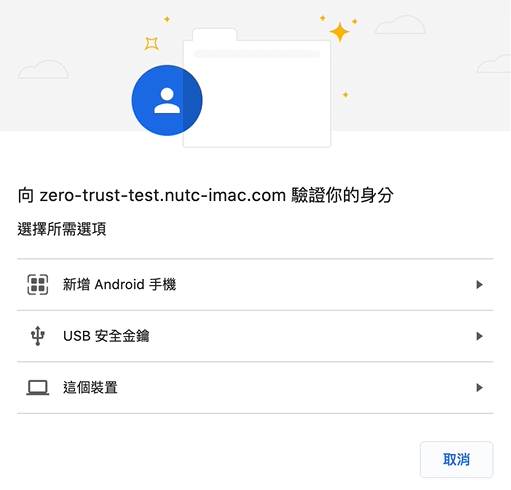 向 zero-trust-test.nutc-imac.com 驗證你的身分
選擇所需選項
新增 Android 手機
USB 安全金鑰
這個裝置
取消